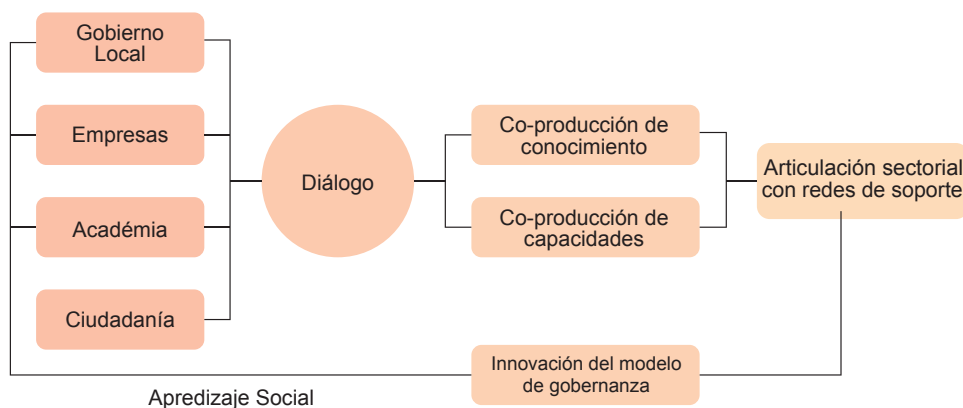 Gobierno
Local
Empresas
Académia
Ciudadanía
Diálogo
Co-producción de
conocimiento
Co-producción de
capacidades
Articulación sectorial
con redes de soporte
Innovación del modelo
de gobernanza
Apredizaje Social